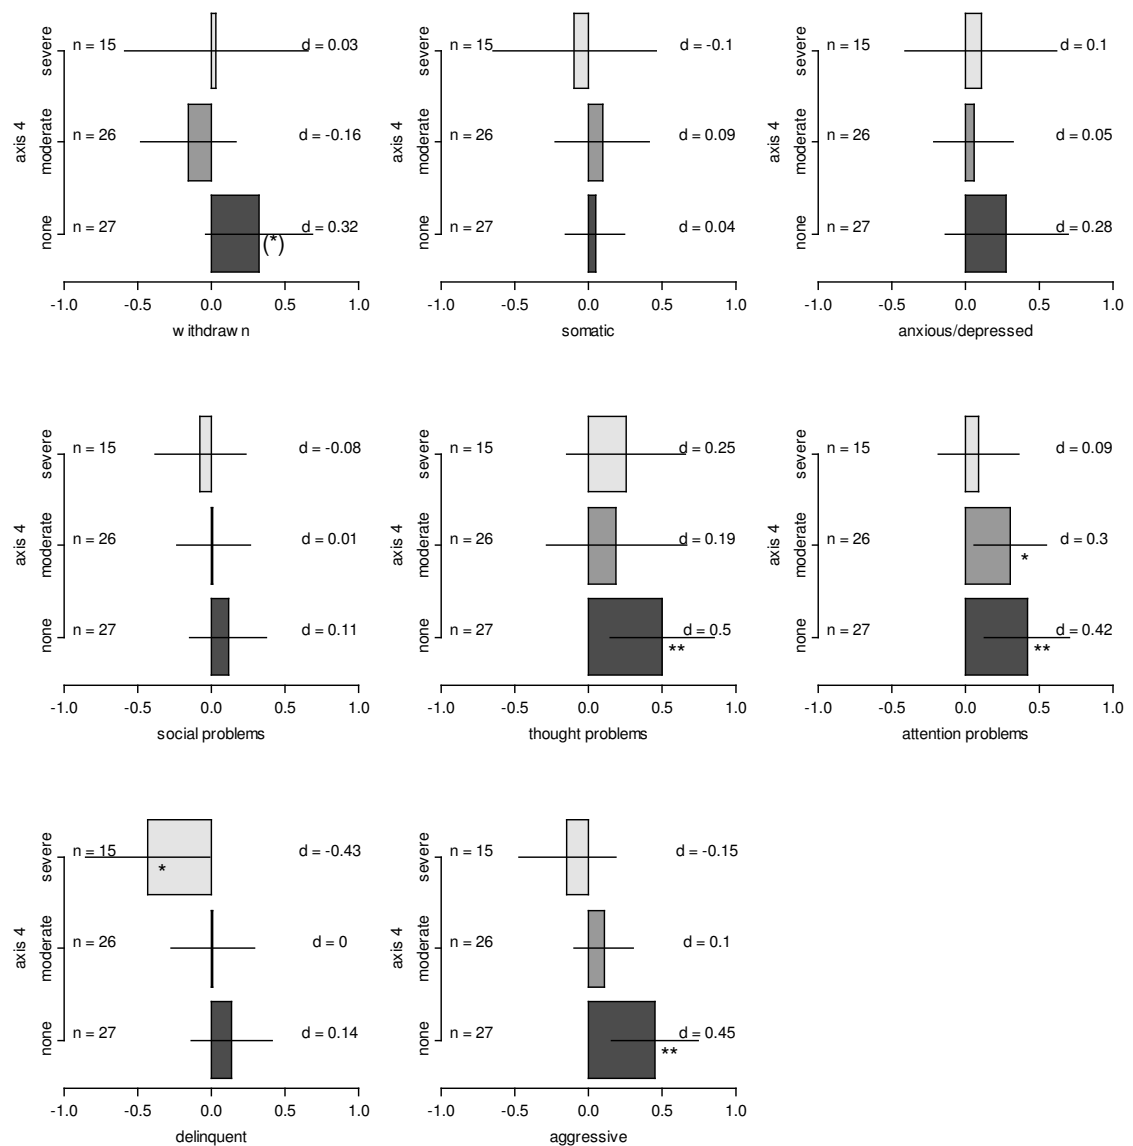 severe
n = 15
d = 0.03
axis 4
moderate
n = 26
d = -0.16
none
n = 27
d = 0.32
(*)
-1.0 -0.5 0.0 0.5 1.0
withdrawn
severe
n = 15
d = -0.1
axis 4
moderate
n = 26
d = 0.09
none
n = 27
d = 0.04
-1.0 -0.5 0.0 0.5 1.0
somatic
severe
n = 15
d = 0.1
axis 4
moderate
n = 26
d = 0.05
none
n = 27
d = 0.28
-1.0 -0.5 0.0 0.5 1.0
anxious/depressed
severe
n = 15
d = -0.08
axis 4
moderate
n = 26
d = 0.01
none
n = 27
d = 0.11
-1.0 -0.5 0.0 0.5 1.0
social problems
severe
n = 15
d = 0.25
axis 4
moderate
n = 26
d = 0.19
none
n = 27
d = 0.5
**
-1.0 -0.5 0.0 0.5 1.0
thought problems
severe
n = 15
d = 0.09
axis 4
moderate
n = 26
d = 0.3
*
none
n = 27
d = 0.42
**
-1.0 -0.5 0.0 0.5 1.0
attention problems
severe
n = 15
d = -0.43
*
axis 4
moderate
n = 26
d = 0
none
n = 27
d = 0.14
-1.0 -0.5 0.0 0.5 1.0
delinquent
severe
n = 15
d = -0.15
axis 4
moderate
n = 26
d = 0.1
none
n = 27
d = 0.45
**
-1.0 -0.5 0.0 0.5 1.0
aggressive